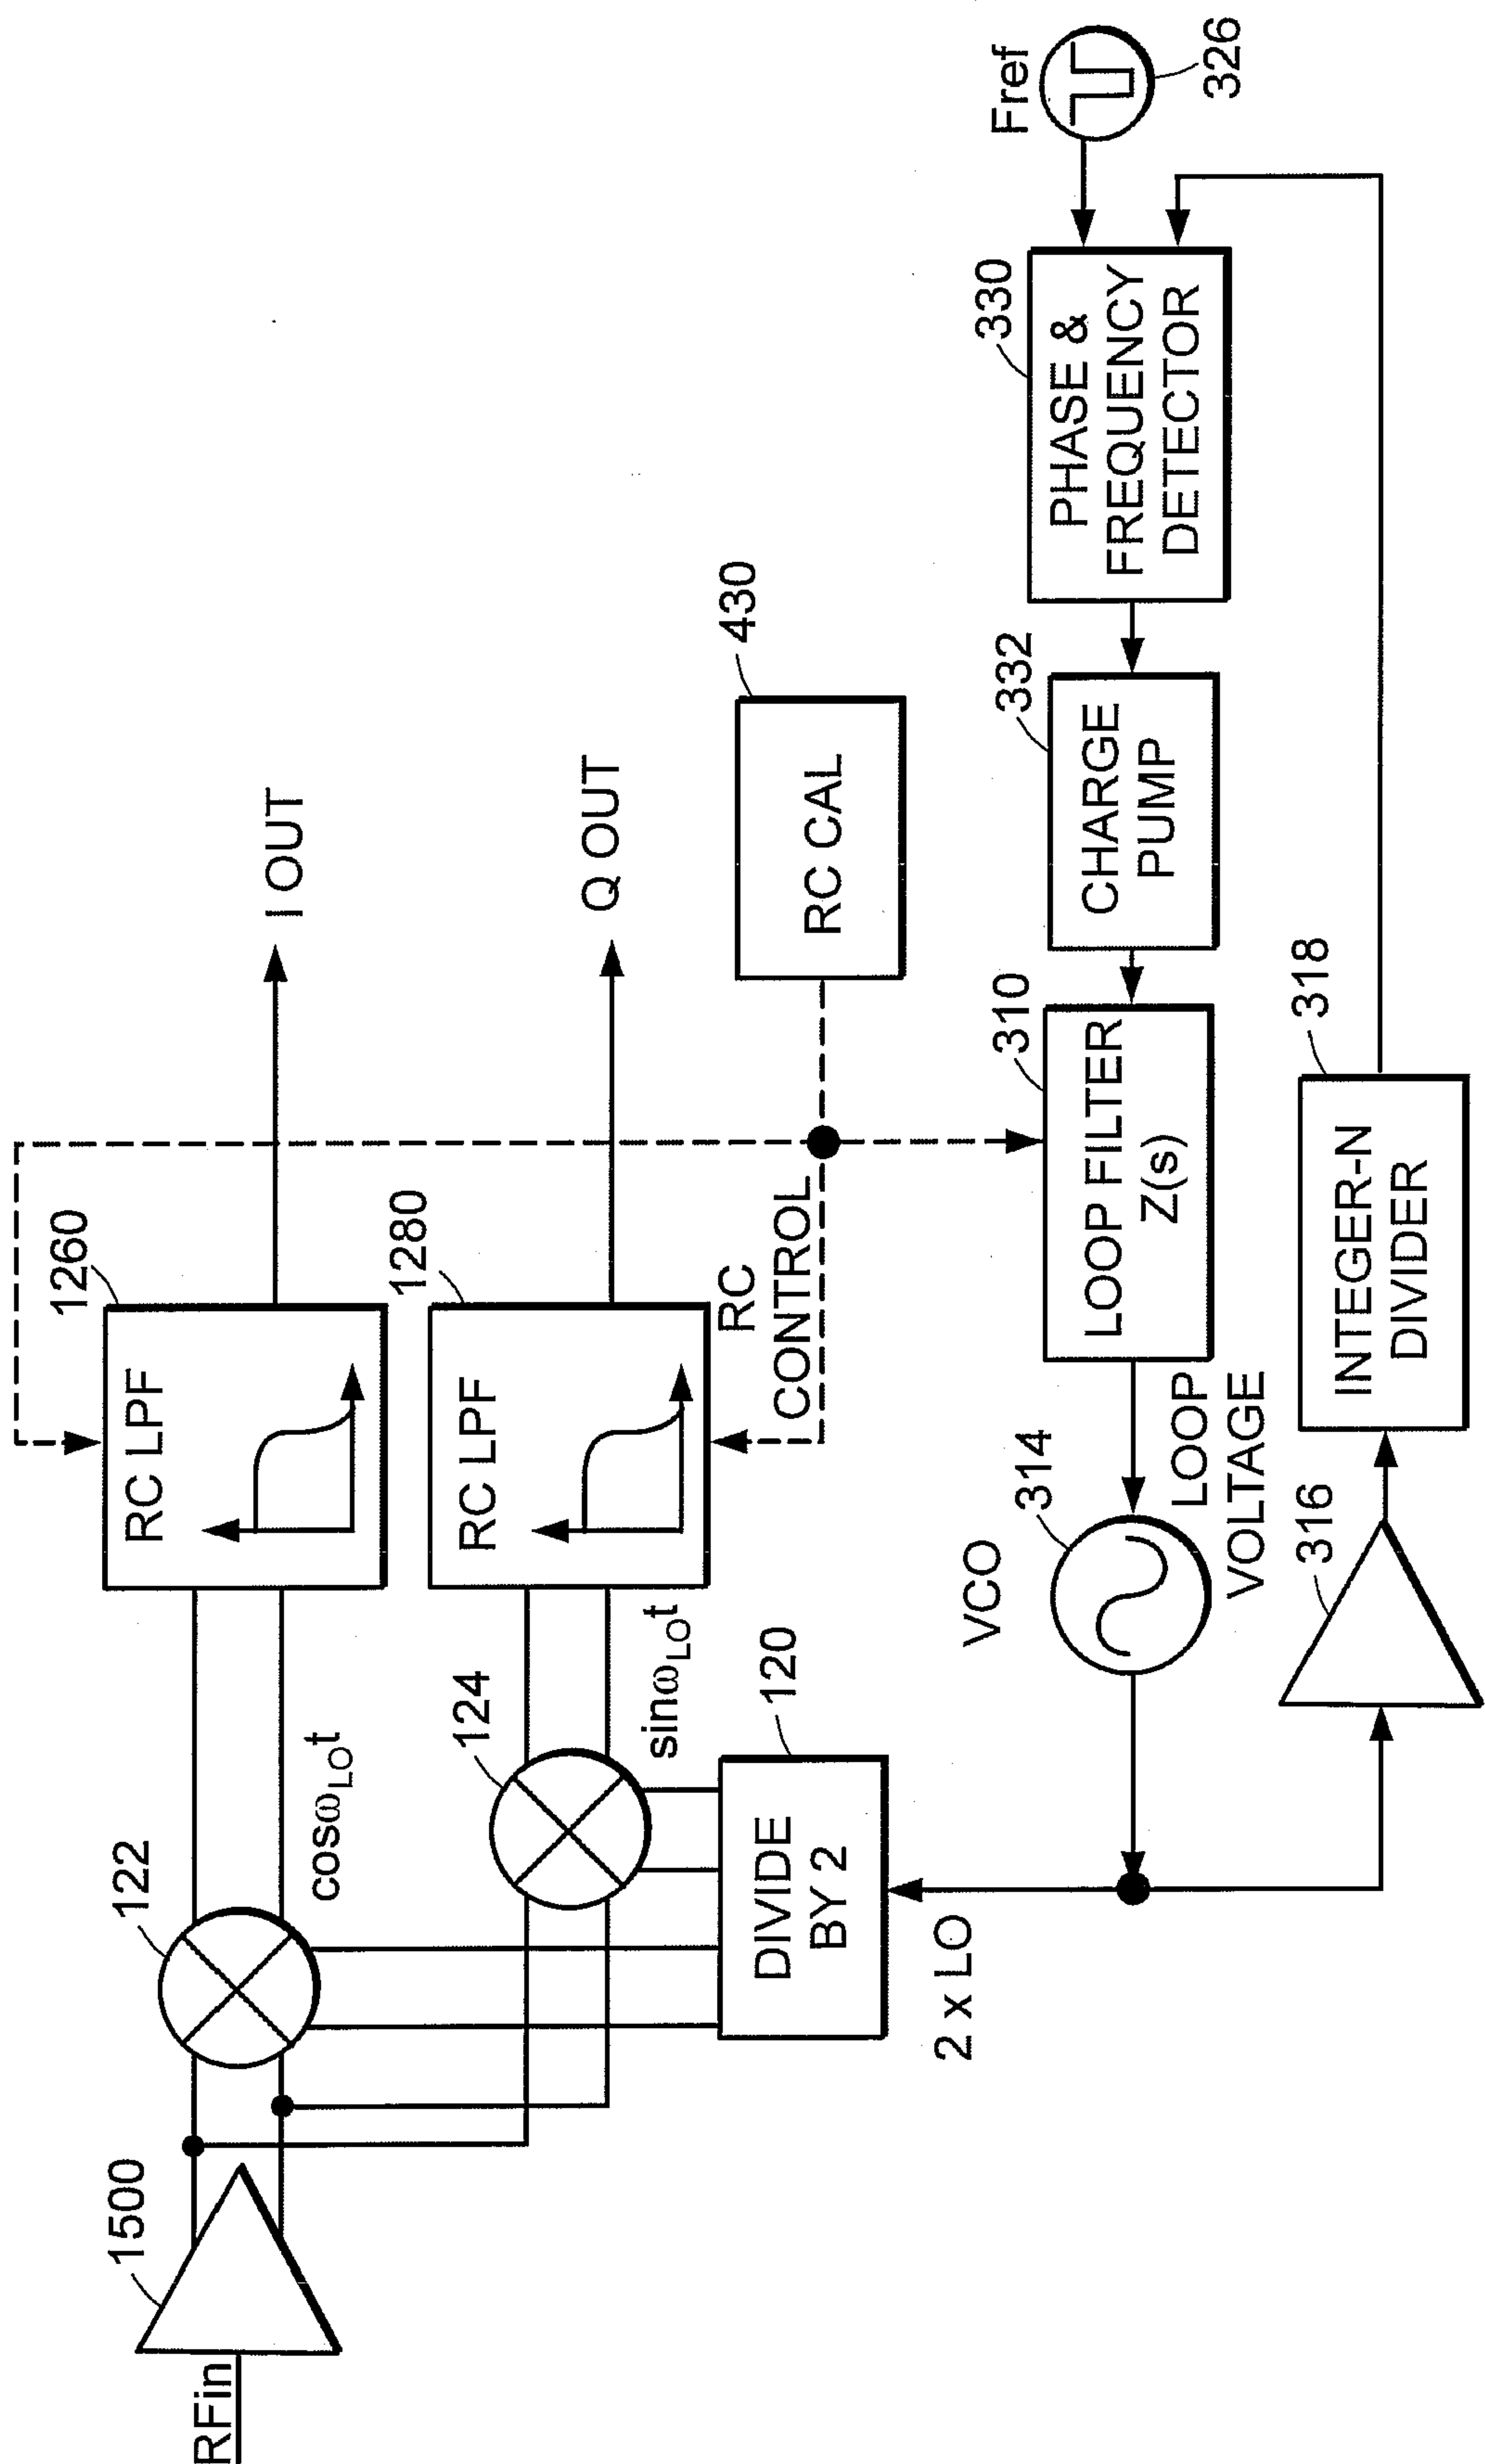 RFin
1500
122
cosω_LO t
124
sinω_LO t
1260
RC LPF
1280
RC LPF
I OUT
Q OUT
430
RC CAL
RC
CONTROL
120
DIVIDE
BY 2
2 x LO
VCO
314
LOOP
VOLTAGE
310
LOOP FILTER
Z(s)
332
CHARGE
PUMP
330
PHASE &
FREQUENCY
DETECTOR
Fref
326
316
318
INTEGER-N
DIVIDER